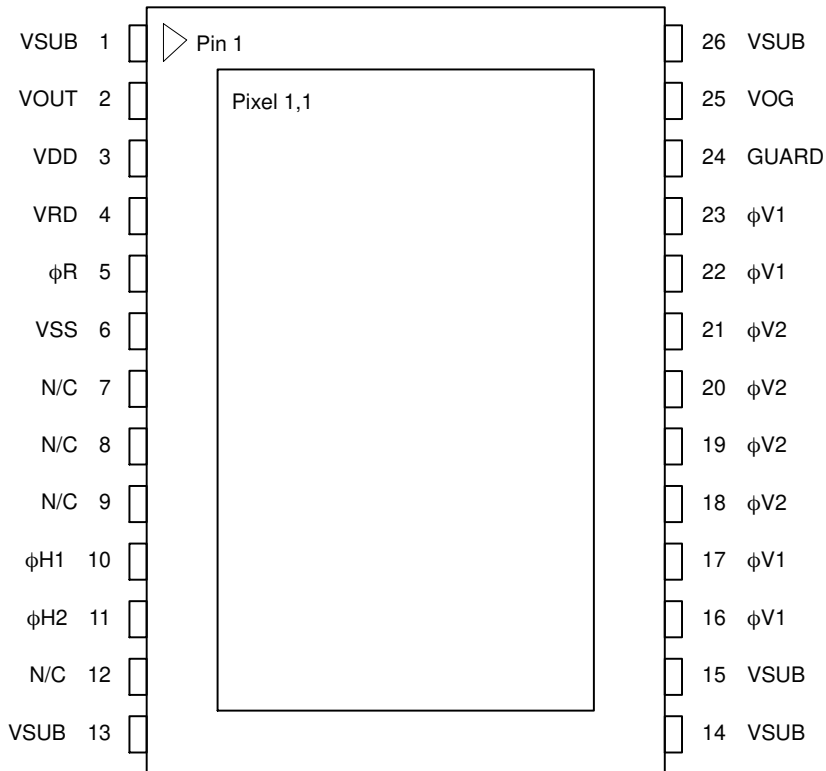 VSUB 1 Pin 1 26 VSUB
VOUT 2 Pixel 1,1 25 VOG
VDD 3 24 GUARD
VRD 4 23 ϕV1
ϕR 5 22 ϕV1
VSS 6 21 ϕV2
N/C 7 20 ϕV2
N/C 8 19 ϕV2
N/C 9 18 ϕV2
ϕH1 10 17 ϕV1
ϕH2 11 16 ϕV1
N/C 12 15 VSUB
VSUB 13 14 VSUB